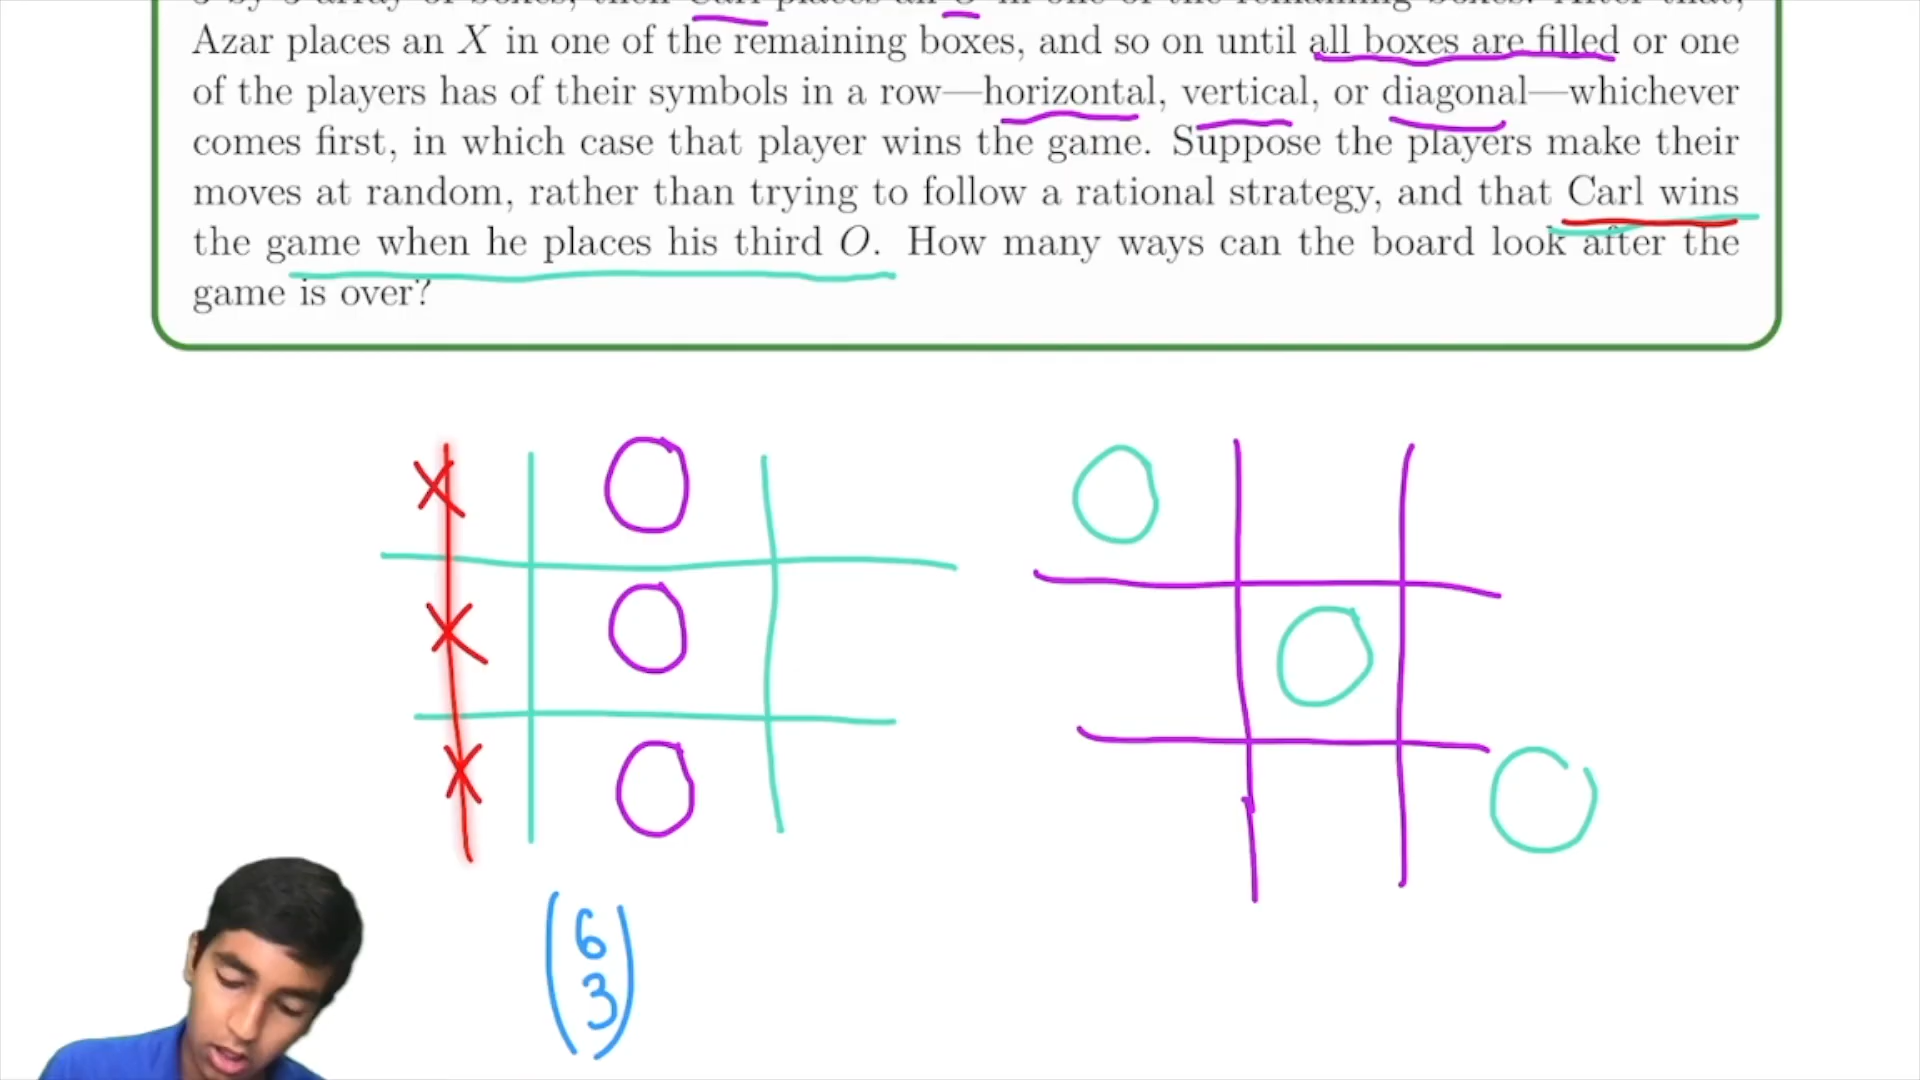 Azar places an X in one of the remaining boxes, and so on until all boxes are filled or one
of the players has of their symbols in a row—horizontal, vertical, or diagonal—whichever
comes first, in which case that player wins the game. Suppose the players make their
moves at random, rather than trying to follow a rational strategy, and that Carl wins
the game when he places his third O. How many ways can the board look after the
game is over?
X O O
X O O
X O O
(6
3)